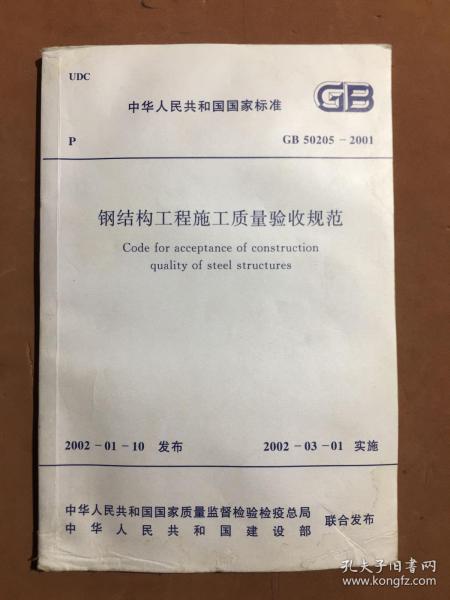 UDC
中华人民共和国国家标准
GB
P
GB 50205-2001
钢结构工程施工质量验收规范
Code for acceptance of construction
quality of steel structures
2002-01-10 发布
2002-03-01 实施
中华人民共和国国家质量监督检验检疫总局
中华人民共和国建设部
联合发布
孔夫子旧书网
www.kongfz.com